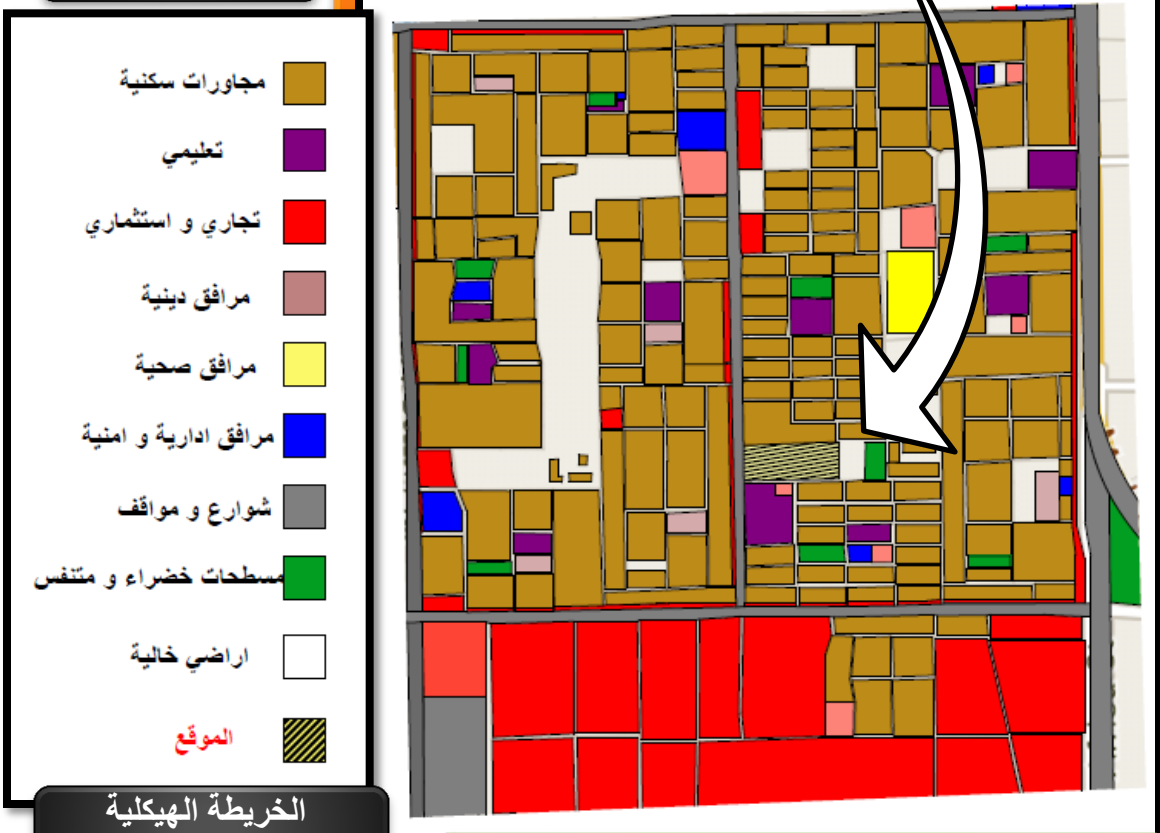 مجاورات سكنية
تعليمي
تجاري و استثماري
مرافق دينية
مرافق صحية
مرافق ادارية و امنية
شوارع و مواقف
مسطحات خضراء و متنفس
اراضي خالية
الموقع
الخريطة الهيكلية